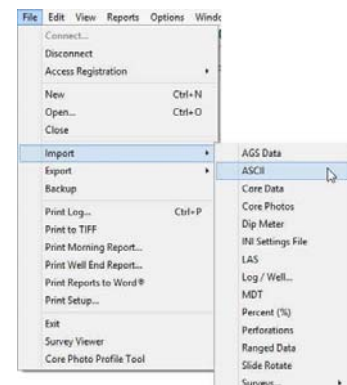 File Edit View Reports Options Windo
Connect...
Disconnect
Access Registration
New Ctrl+N
Open... Ctrl+O
Close
Import
Export
Backup
Print Log... Ctrl+P
Print to TIFF
Print Morning Report...
Print Well End Report...
Print Reports to Word®
Print Setup...
Exit
Survey Viewer
Core Photo Profile Tool
AGS Data
ASCII
Core Data
Core Photos
Dip Meter
INI Settings File
LAS
Log / Well...
MDT
Percent (%)
Perforations
Ranged Data
Slide Rotate
Surveys...